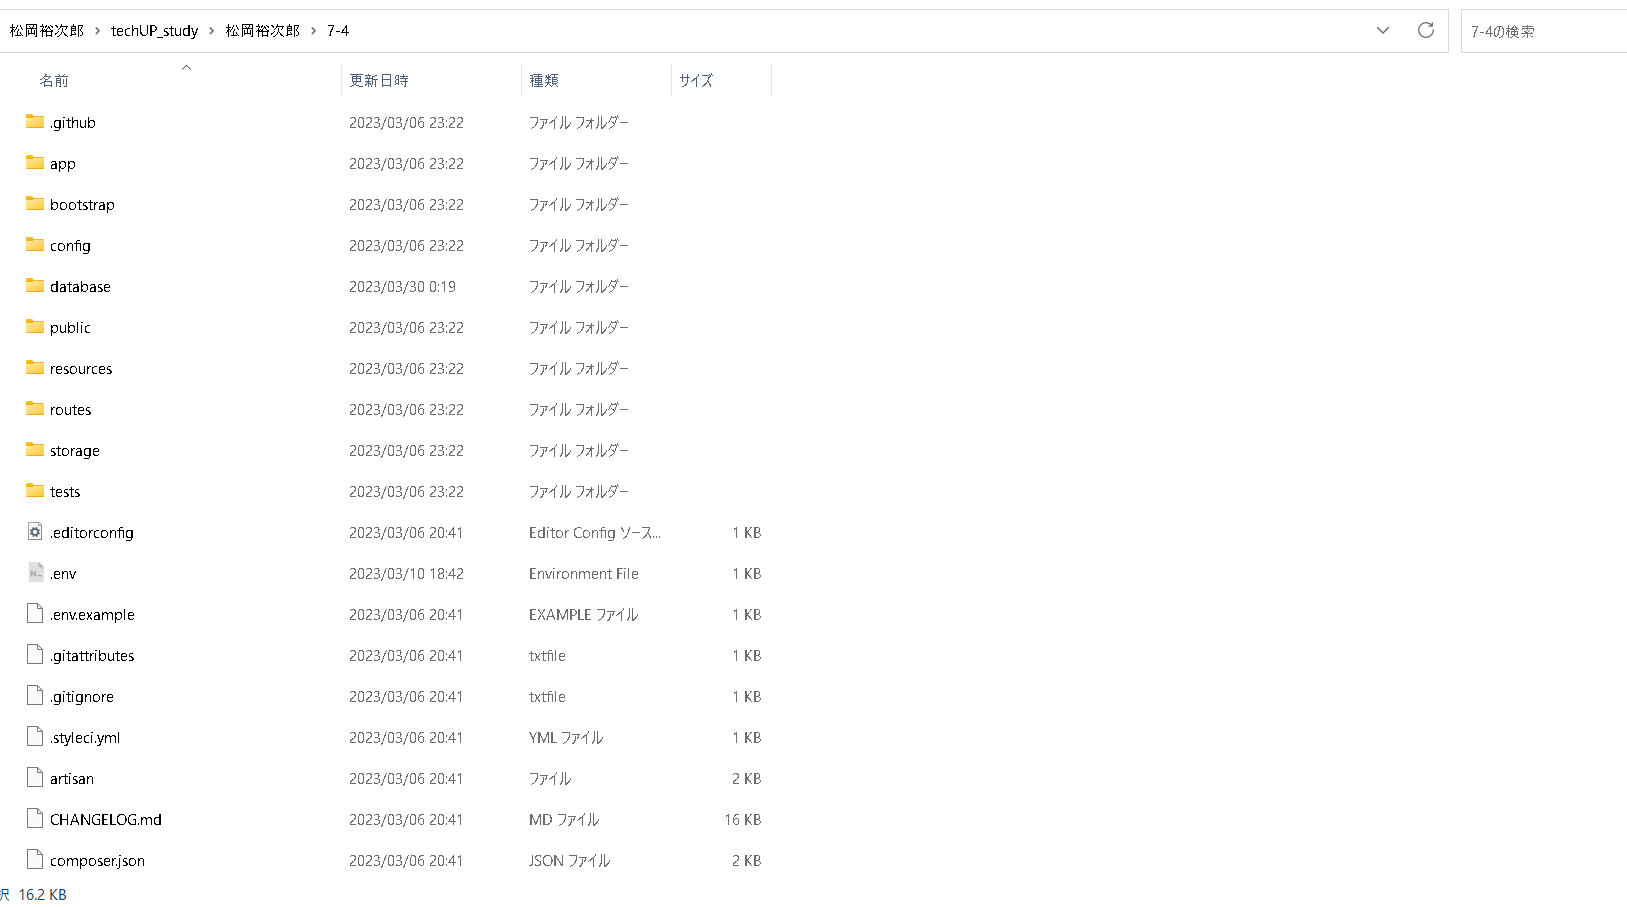 松岡裕次郎 > techUP_study > 松岡裕次郎 > 7-4 7-4の検索
名前 更新日時 種類 サイズ
.github 2023/03/06 23:22 ファイル フォルダー
app 2023/03/06 23:22 ファイル フォルダー
bootstrap 2023/03/06 23:22 ファイル フォルダー
config 2023/03/06 23:22 ファイル フォルダー
database 2023/03/30 0:19 ファイル フォルダー
public 2023/03/06 23:22 ファイル フォルダー
resources 2023/03/06 23:22 ファイル フォルダー
routes 2023/03/06 23:22 ファイル フォルダー
storage 2023/03/06 23:22 ファイル フォルダー
tests 2023/03/06 23:22 ファイル フォルダー
.editorconfig 2023/03/06 20:41 Editor Config ソース... 1 KB
.env 2023/03/10 18:42 Environment File 1 KB
.env.example 2023/03/06 20:41 EXAMPLE ファイル 1 KB
.gitattributes 2023/03/06 20:41 txtfile 1 KB
.gitignore 2023/03/06 20:41 txtfile 1 KB
.styleci.yml 2023/03/06 20:41 YML ファイル 1 KB
artisan 2023/03/06 20:41 ファイル 2 KB
CHANGELOG.md 2023/03/06 20:41 MD ファイル 16 KB
composer.json 2023/03/06 20:41 JSON ファイル 2 KB
択 16.2 KB